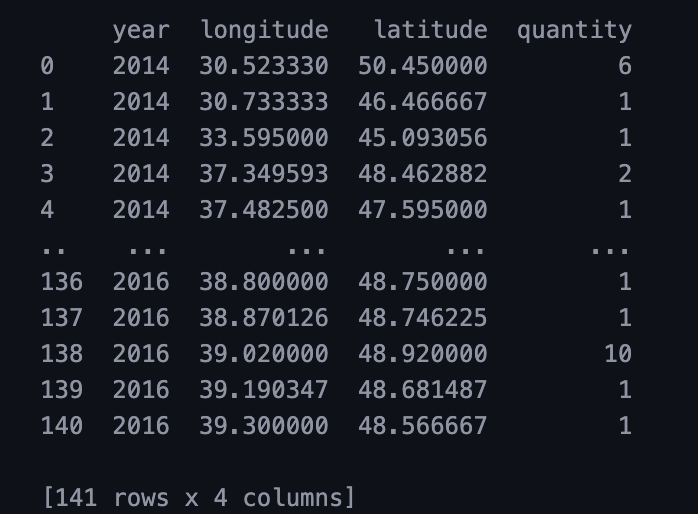 year longitude latitude quantity
0 2014 30.523330 50.450000 6
1 2014 30.733333 46.466667 1
2 2014 33.595000 45.093056 1
3 2014 37.349593 48.462882 2
4 2014 37.482500 47.595000 1
.. ... ... ... ...
136 2016 38.800000 48.750000 1
137 2016 38.870126 48.746225 1
138 2016 39.020000 48.920000 10
139 2016 39.190347 48.681487 1
140 2016 39.300000 48.566667 1
[141 rows x 4 columns]